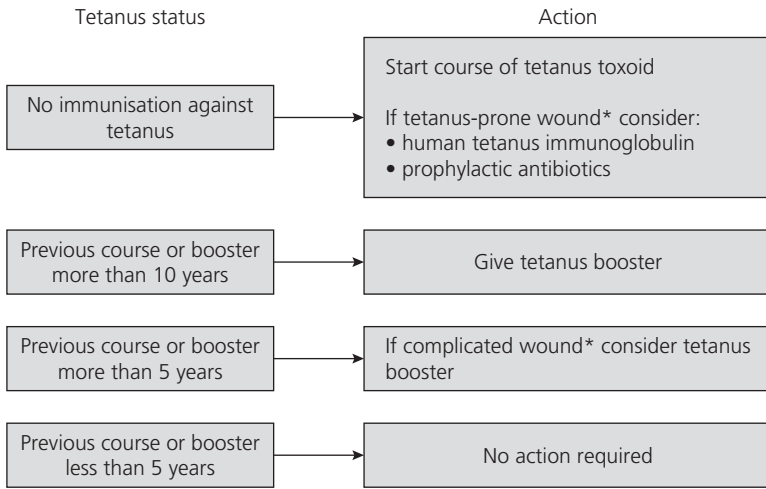 Tetanus status
Action
No immunisation against
tetanus
Start course of tetanus toxoid
If tetanus-prone wound* consider:
• human tetanus immunoglobulin
• prophylactic antibiotics
Previous course or booster
more than 10 years
Give tetanus booster
Previous course or booster
more than 5 years
If complicated wound* consider tetanus
booster
Previous course or booster
less than 5 years
No action required